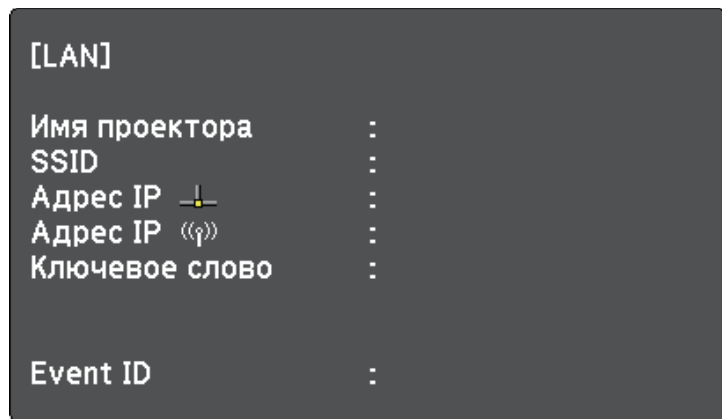 [LAN]
Имя проектора :
SSID :
Адрес IP :
Адрес IP :
Ключевое слово :
Event ID :